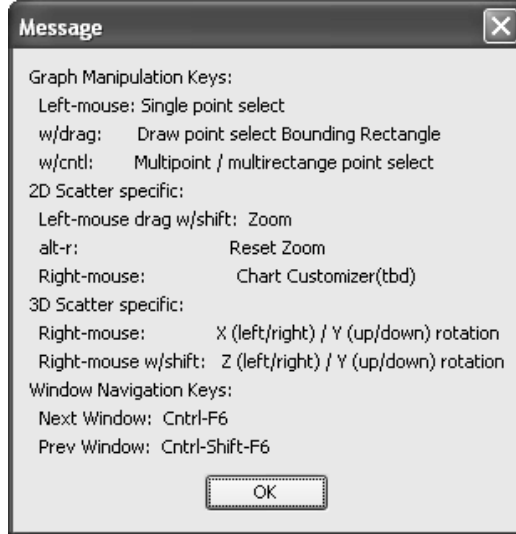 Message
Graph Manipulation Keys:
Left-mouse: Single point select
w/drag: Draw point select Bounding Rectangle
w/cntl: Multipoint / multirectange point select
2D Scatter specific:
Left-mouse drag w/shift: Zoom
alt-r: Reset Zoom
Right-mouse: Chart Customizer(tbd)
3D Scatter specific:
Right-mouse: X (left/right) / Y (up/down) rotation
Right-mouse w/shift: Z (left/right) / Y (up/down) rotation
Window Navigation Keys:
Next Window: Cntrl-F6
Prev Window: Cntrl-Shift-F6
OK